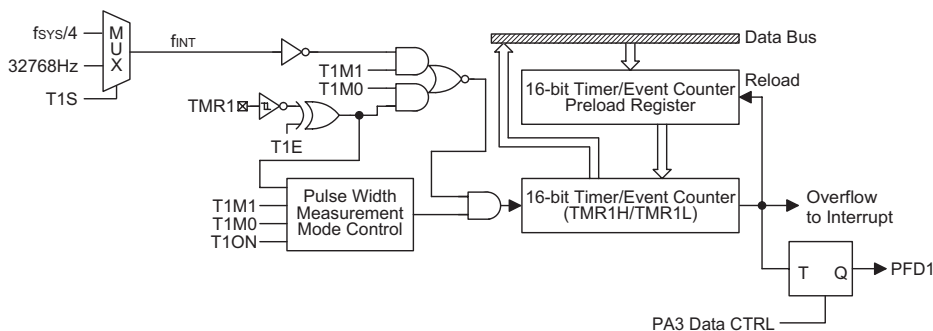 fSYS/4
32768Hz
T1S
MUX
fINT
T1M1
T1M0
TMR1
T1E
Data Bus
16-bit Timer/Event Counter
Preload Register
Reload
T1M1
T1M0
T1ON
Pulse Width
Measurement
Mode Control
16-bit Timer/Event Counter
(TMR1H/TMR1L)
Overflow
to Interrupt
T Q
PFD1
PA3 Data CTRL